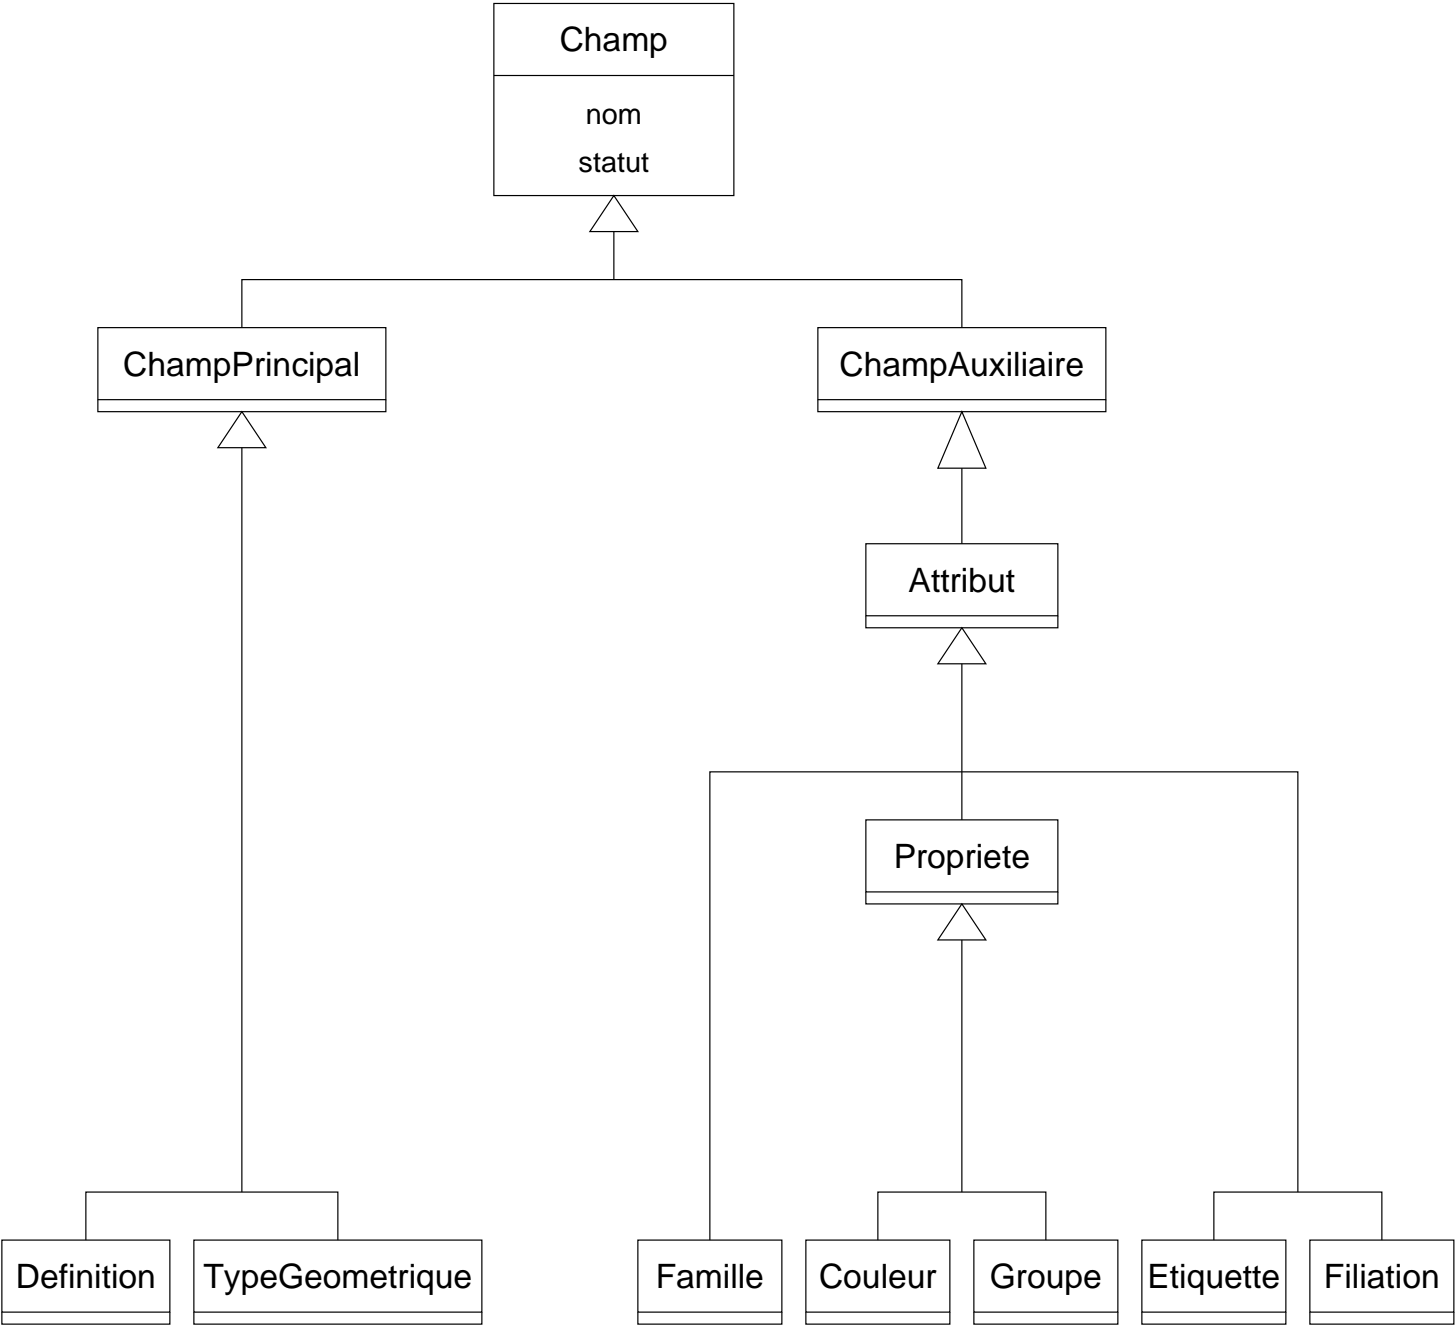 Champ
nom
statut
ChampPrincipal
ChampAuxiliaire
Attribut
Propriete
Definition
TypeGeometrique
Famille
Couleur
Groupe
Etiquette
Filiation